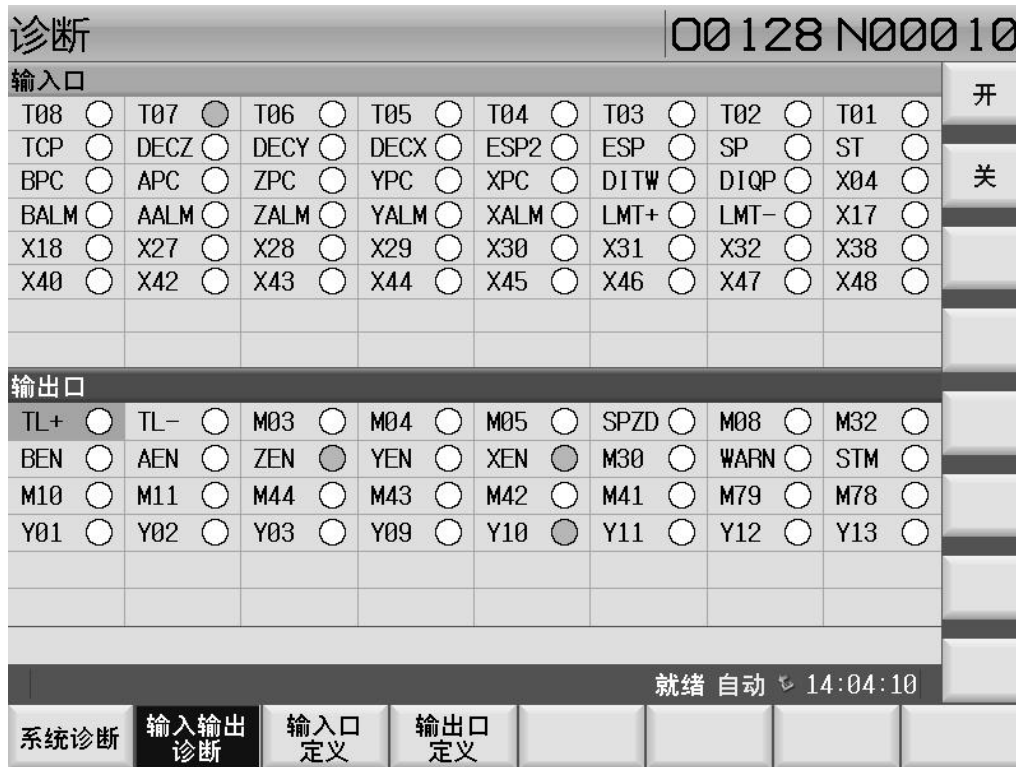 诊断 O0128 N00010
输入口
T08 T07 T06 T05 T04 T03 T02 T01
TCP DECZ DECY DECX ESP2 ESP SP ST
BPC APC ZPC YPC XPC DITW DIQP X04
BALM AALM ZALM YALM XALM LMT+ LMT- X17
X18 X27 X28 X29 X30 X31 X32 X38
X40 X42 X43 X44 X45 X46 X47 X48
输出口
TL+ TL- M03 M04 M05 SPZD M08 M32
BEN AEN ZEN YEN XEN M30 WARN STM
M10 M11 M44 M43 M42 M41 M79 M78
Y01 Y02 Y03 Y09 Y10 Y11 Y12 Y13
开
关
就绪 自动 14:04:10
系统诊断
输入输出
诊断
输入口
定义
输出口
定义